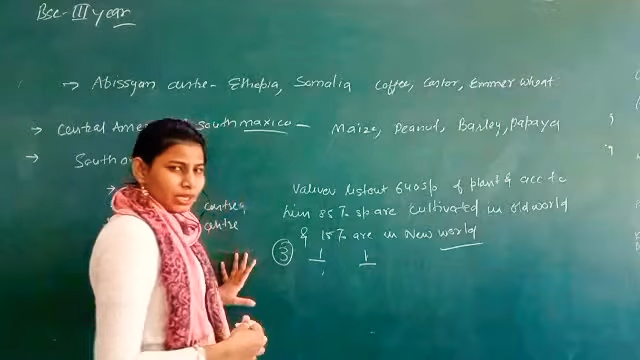 Bsc - III year
→ Abissyan centre - Ethopia, Somalia Coffee, Castor, Emmer wheat
→ Central Ame south maxico - Maize, Peanut, Barley, Papaya
→ South
Valivev listout 640 sp of plant & acc to
him 85% sp are cultivated in old world
& 15% are in New world
centre,
centre
③